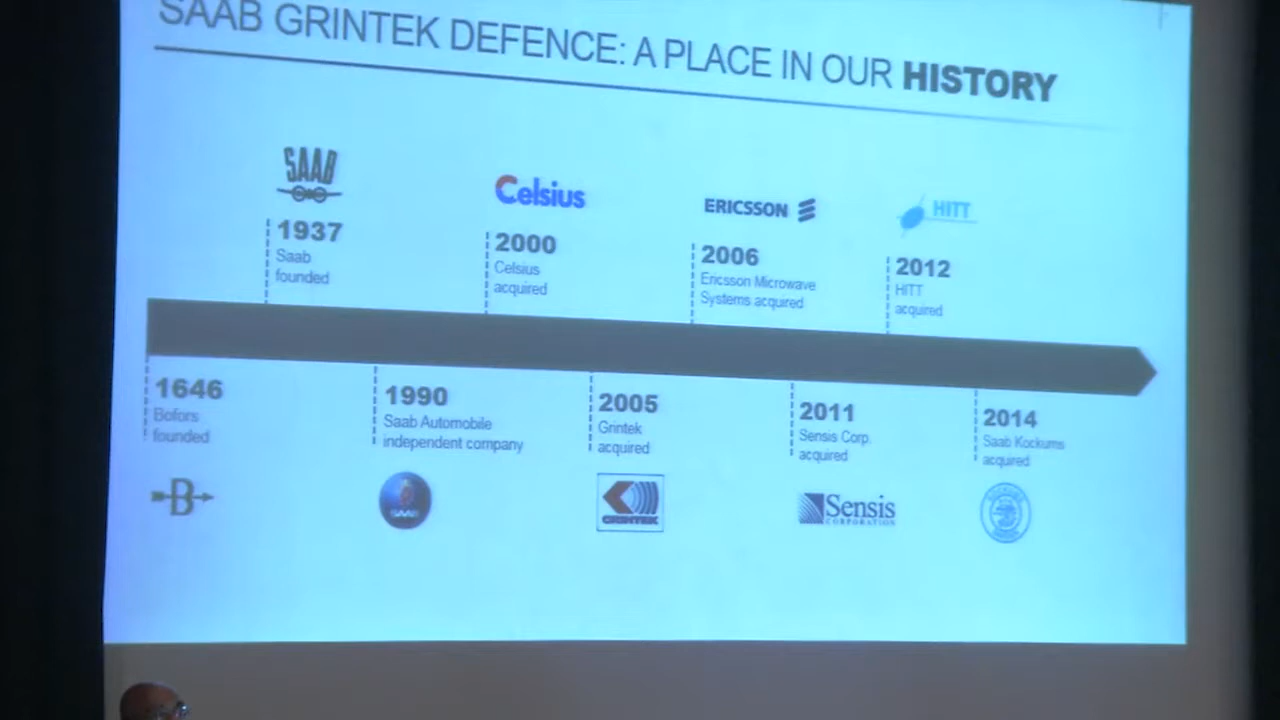 SAAB GRINTEK DEFENCE: A PLACE IN OUR HISTORY
SAAB
1937
Saab
founded
Celsius
2000
Celsius
acquired
ERICSSON
2006
Ericsson Microwave
Systems acquired
HITT
2012
HITT
acquired
1646
Bofors
founded
B
1990
Saab Automobile
independent company
SAAB
2005
Grintek
acquired
GRINTEK
2011
Sensis Corp.
acquired
Sensis
CORPORATION
2014
Saab Kockums
acquired